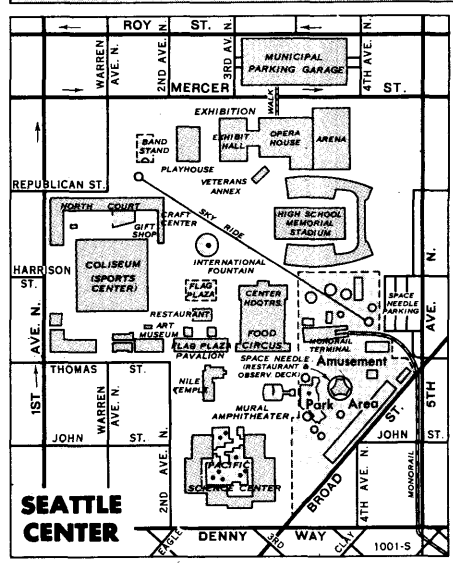 ROY ST.
WARREN AVE. N.
2ND AVE. N.
3RD AV. N.
4TH AVE. N.
MUNICIPAL
PARKING GARAGE
MERCER ST.
WALK
EXHIBITION
BAND
STAND
EXHIBIT
HALL
OPERA
HOUSE
ARENA
PLAYHOUSE
VETERANS
ANNEX
REPUBLICAN ST.
NORTH COURT
CRAFT
CENTER
GIFT
SHOP
SKY RIDE
HIGH SCHOOL
MEMORIAL
STADIUM
COLISEUM
(SPORTS
CENTER)
INTERNATIONAL
FOUNTAIN
HARRISON
ST.
FLAG
PLAZA
CENTER
HDQTRS.
SPACE
NEEDLE
PARKING
RESTAURANT
ART
MUSEUM
FOOD
CIRCUS
MONORAIL
TERMINAL
FLAG PLAZA
PAVALION
SPACE NEEDLE
(RESTAURANT &
OBSERV DECK)
Amusement
Park Area
THOMAS ST.
NILE
TEMPLE
MURAL
AMPHITHEATER
1ST AVE. N.
WARREN AVE. N.
JOHN ST.
2ND AVE. N.
PACIFIC
SCIENCE CENTER
BROAD ST.
4TH AVE. N.
JOHN ST.
5TH AVE. N.
MONORAIL
SEATTLE
CENTER
EAGLE
DENNY WAY
3RD
CLAY
1001-S